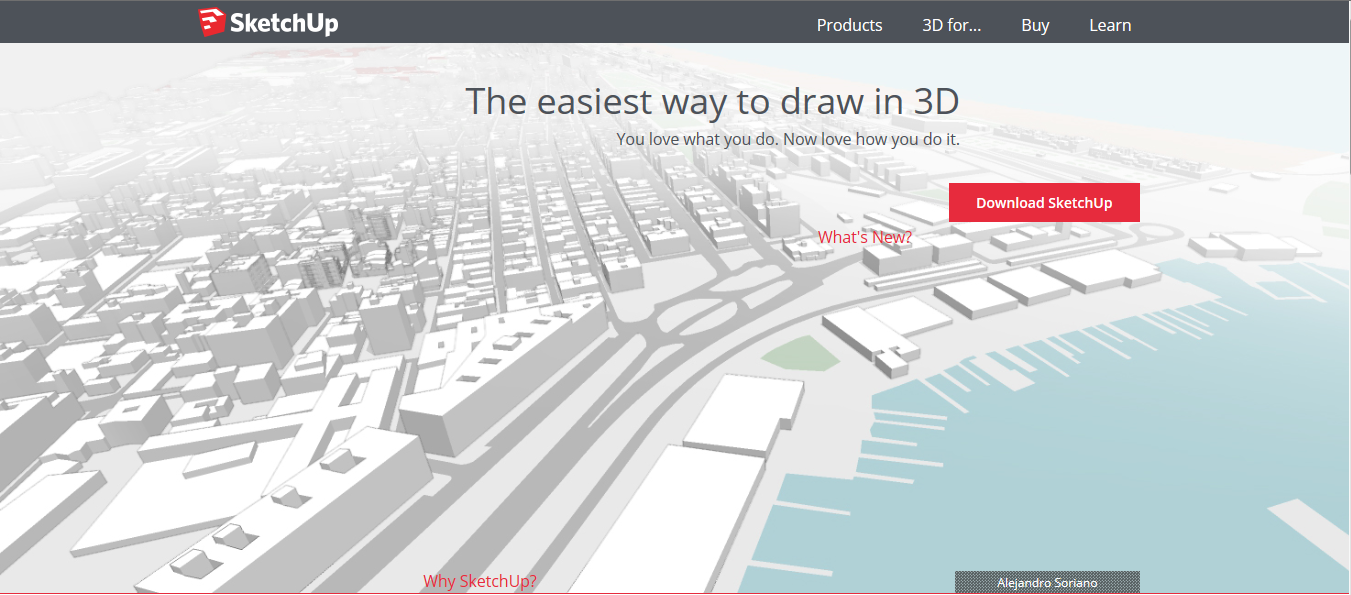 SketchUp
Products 3D for... Buy Learn
The easiest way to draw in 3D
You love what you do. Now love how you do it.
Download SketchUp
What's New?
Why SketchUp?
Alejandro Soriano